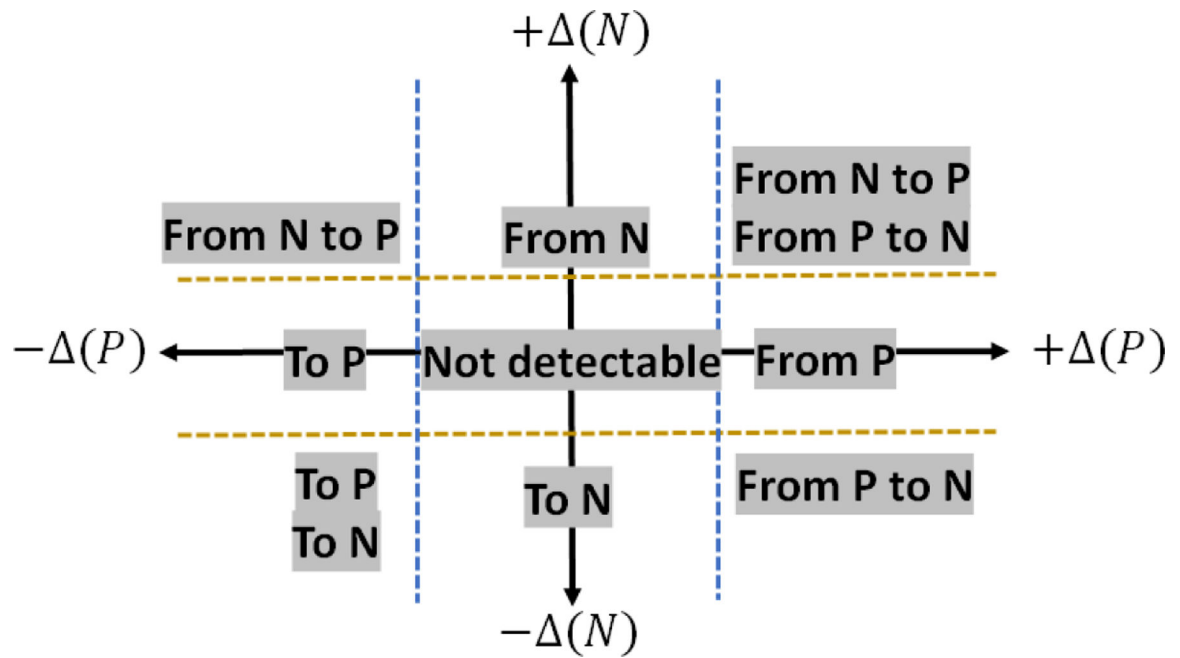 +Δ(N)
From N to P
From N to P
From N
From P to N
−Δ(P)
To P
Not detectable
From P
+Δ(P)
To P
To N
To N
From P to N
−Δ(N)